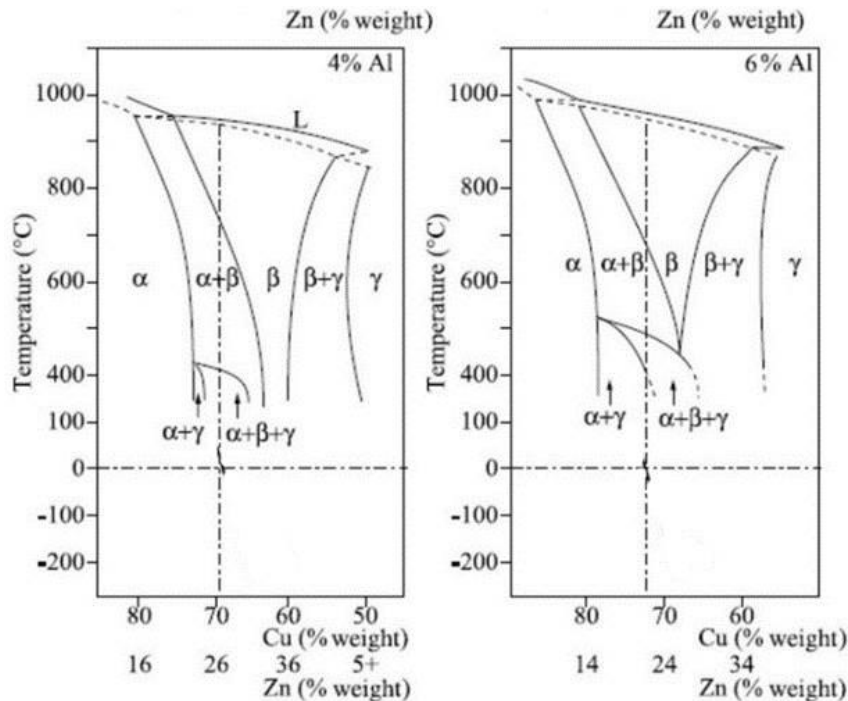 Zn (% weight)
4% Al
1000
800
600
400
100
0
-100
-200
Temperature (°C)
L
α
α+β
β
β+γ
γ
α+γ
α+β+γ
80 70 60 50
Cu (% weight)
16 26 36 5+
Zn (% weight)
Zn (% weight)
6% Al
1000
800
600
400
100
0
-100
-200
Temperature (°C)
α
α+β
β
β+γ
γ
α+γ
α+β+γ
80 70 60
Cu (% weight)
14 24 34
Zn (% weight)